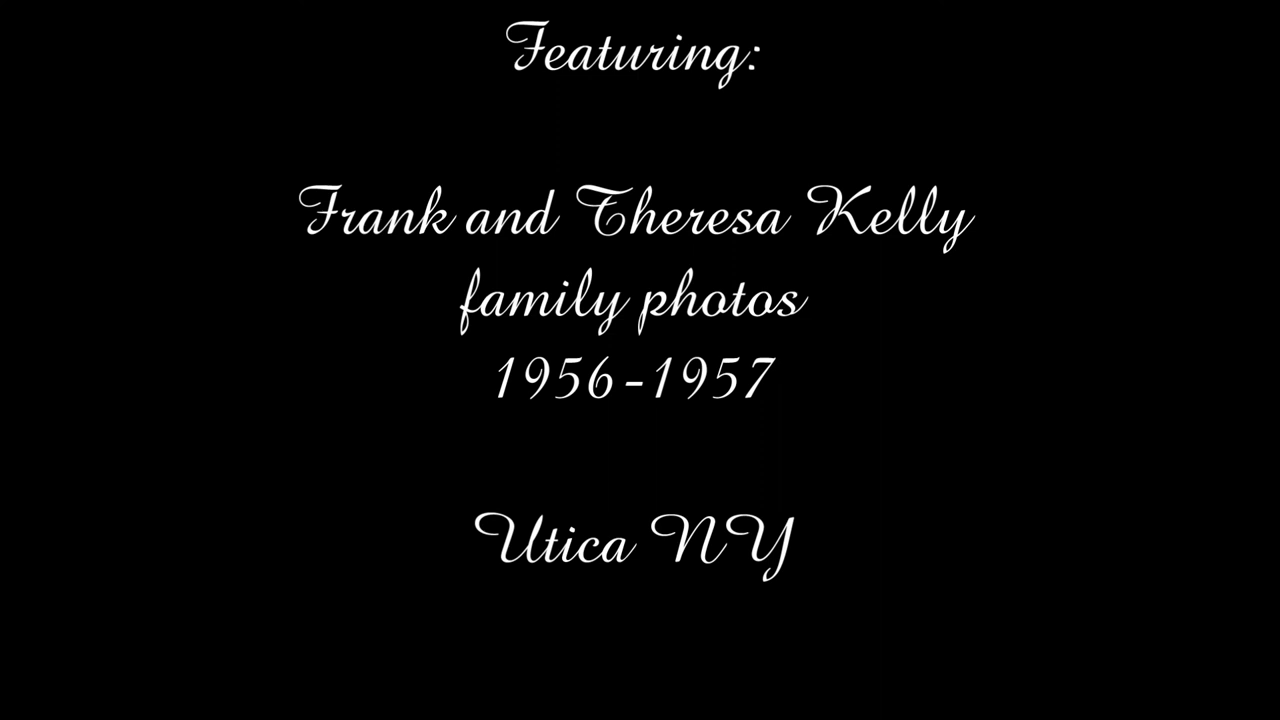 Featuring:
Frank and Theresa Kelly
family photos
1956-1957
Utica NY